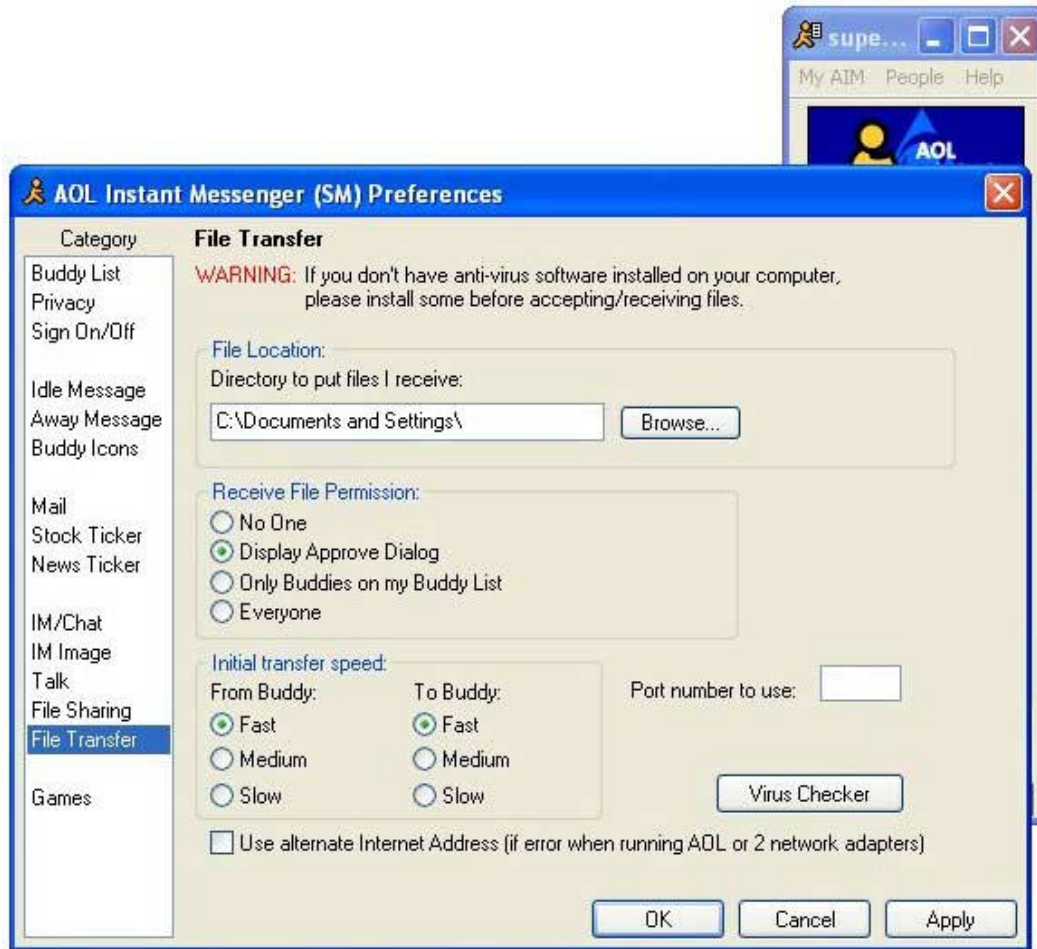 supe...
My AIM People Help
AOL
AOL Instant Messenger (SM) Preferences
Category
Buddy List
Privacy
Sign On/Off
Idle Message
Away Message
Buddy Icons
Mail
Stock Ticker
News Ticker
IM/Chat
IM Image
Talk
File Sharing
File Transfer
Games
File Transfer
WARNING: If you don't have anti-virus software installed on your computer,
please install some before accepting/receiving files.
File Location:
Directory to put files I receive:
C:\Documents and Settings\
Browse...
Receive File Permission:
No One
Display Approve Dialog
Only Buddies on my Buddy List
Everyone
Initial transfer speed:
From Buddy: To Buddy:
Fast Fast
Medium Medium
Slow Slow
Port number to use:
Virus Checker
Use alternate Internet Address (if error when running AOL or 2 network adapters)
OK Cancel Apply